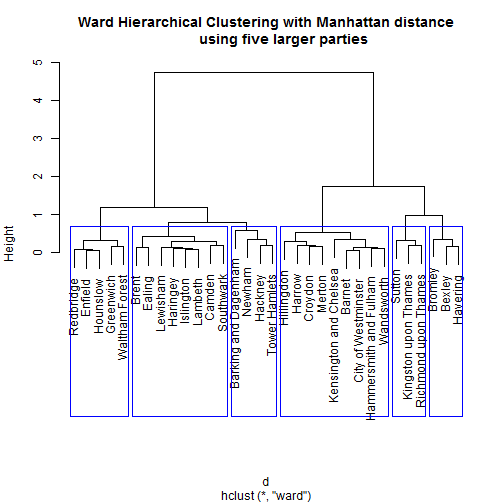 Ward Hierarchical Clustering with Manhattan distance
using five larger parties
Height
5
4
3
2
1
0
Redbridge
Enfield
Hounslow
Greenwich
Waltham Forest
Brent
Ealing
Lewisham
Haringey
Islington
Lambeth
Camden
Southwark
Barking and Dagenham
Newham
Hackney
Tower Hamlets
Hillingdon
Harrow
Croydon
Merton
Kensington and Chelsea
Barnet
City of Westminster
Hammersmith and Fulham
Wandsworth
Sutton
Kingston upon Thames
Richmond upon Thames
Bromley
Bexley
Havering
d
hclust (*, "ward")